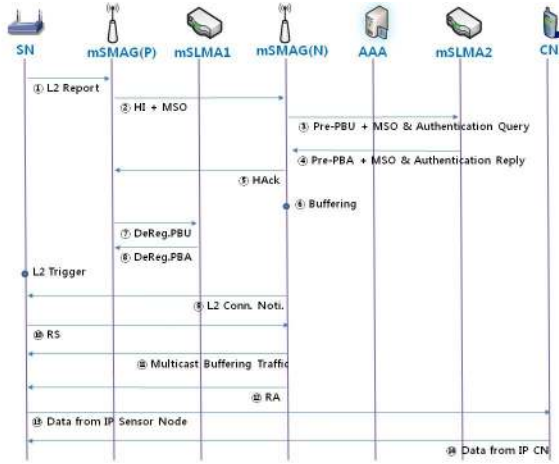 SN mSMAG(P) mSLMA1 mSMAG(N) AAA mSLMA2 CN
① L2 Report
② HI + MSO
③ Pre-PBU + MSO & Authentication Query
④ Pre-PBA + MSO & Authentication Reply
⑤ HAck
⑥ Buffering
⑦ DeReg.PBU
⑧ DeReg.PBA
L2 Trigger
⑨ L2 Conn. Noti.
⑩ RS
⑪ Multicast Buffering Traffic
⑫ RA
⑬ Data from IP Sensor Node
⑭ Data from IP CN